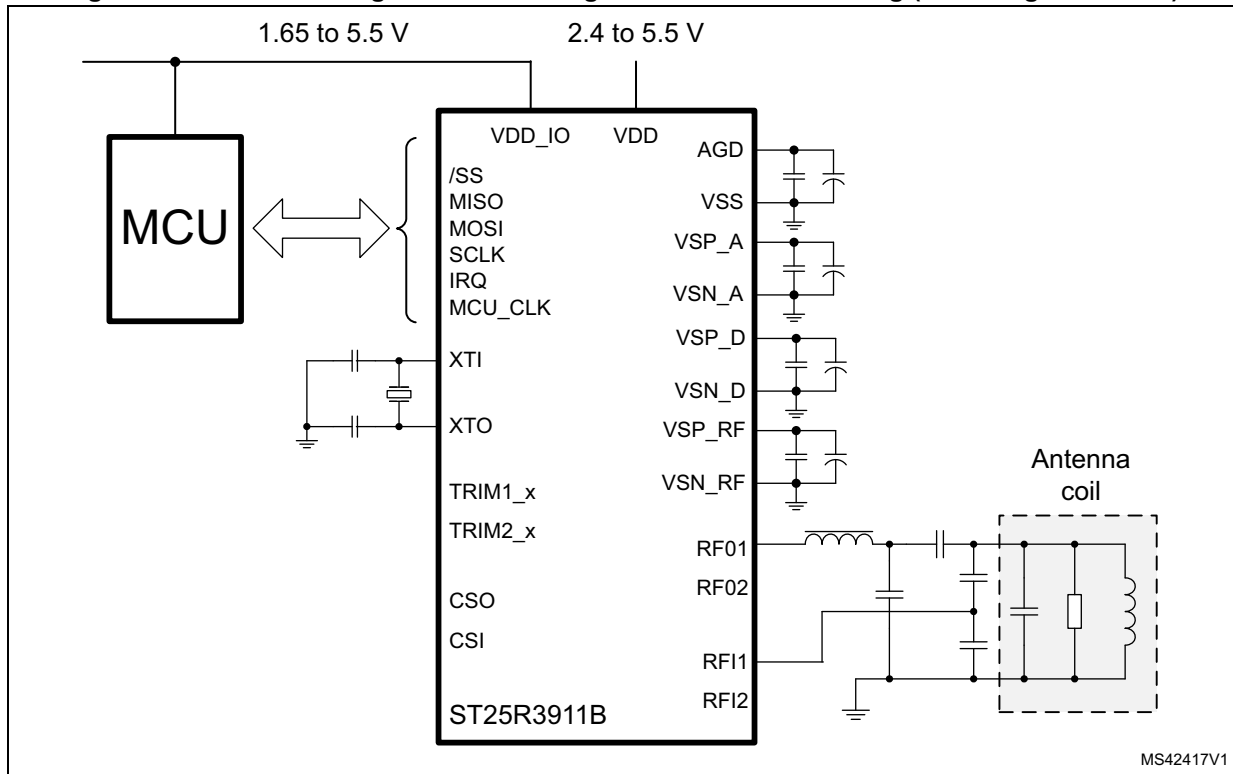 1.65 to 5.5 V
2.4 to 5.5 V
MCU
VDD_IO
VDD
/SS
MISO
MOSI
SCLK
IRQ
MCU_CLK
XTI
XTO
TRIM1_x
TRIM2_x
CSO
CSI
ST25R3911B
AGD
VSS
VSP_A
VSN_A
VSP_D
VSN_D
VSP_RF
VSN_RF
RF01
RF02
RFI1
RFI2
Antenna
coil
MS42417V1